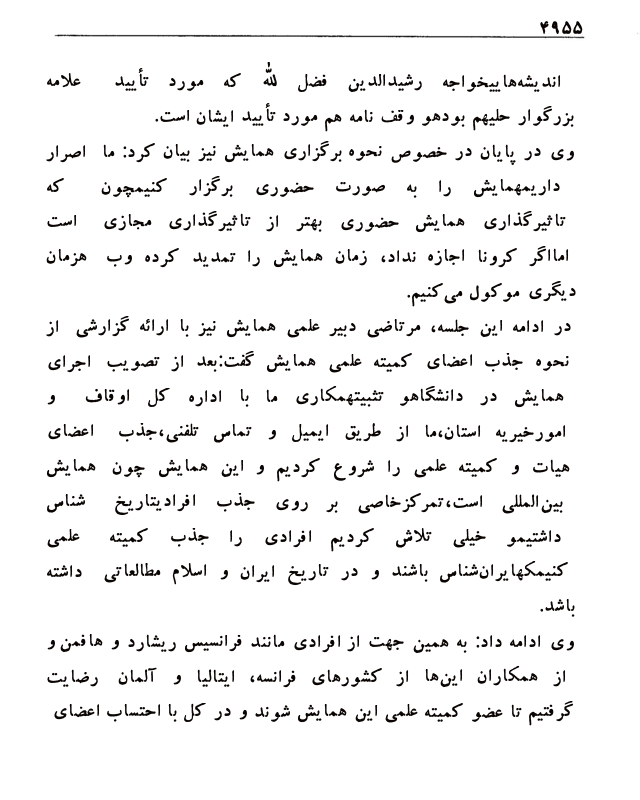 ۴۹۵۵
اندیشه‌هاییخواجه رشیدالدین فضل لله که مورد تأیید علامه
بزرگوار حلیهم بودهو وقف نامه هم مورد تأیید ایشان است.
وی در پایان در خصوص نحوه برگزاری همایش نیز بیان کرد: ما اصرار
داریمهمایش را به صورت حضوری برگزار کنیمچون که
تاثیرگذاری همایش حضوری بهتر از تاثیرگذاری مجازی است
امااگر کرونا اجازه نداد، زمان همایش را تمدید کرده وب هزمان
دیگری موکول می‌کنیم.
در ادامه این جلسه، مرتاضی دبیر علمی همایش نیز با ارائه گزارشی از
نحوه جذب اعضای کمیته علمی همایش گفت:بعد از تصویب اجرای
همایش در دانشگاهو تثبیتهمکاری ما با اداره کل اوقاف و
امورخیریه استان،ما از طریق ایمیل و تماس تلفنی،جذب اعضای
هیات و کمیته علمی را شروع کردیم و این همایش چون همایش
بین‌المللی است،تمرکزخاصی بر روی جذب افرادیتاریخ شناس
داشتیمو خیلی تلاش کردیم افرادی را جذب کمیته علمی
کنیمکهایران‌شناس باشند و در تاریخ ایران و اسلام مطالعاتی داشته
باشد.
وی ادامه داد: به همین جهت از افرادی مانند فرانسیس ریشارد و هافمن و
از همکاران این‌ها از کشورهای فرانسه، ایتالیا و آلمان رضایت
گرفتیم تا عضو کمیته علمی این همایش شوند و در کل با احتساب اعضای